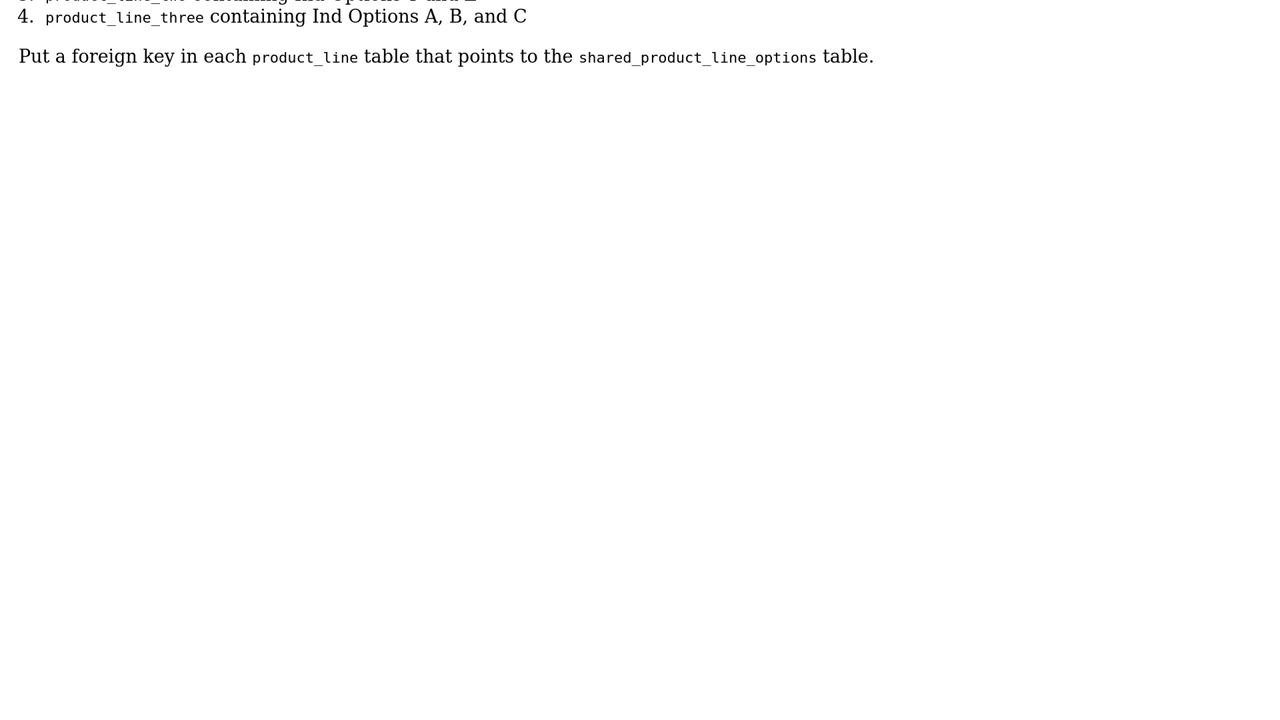 4. product_line_three containing Ind Options A, B, and C
Put a foreign key in each product_line table that points to the shared_product_line_options table.